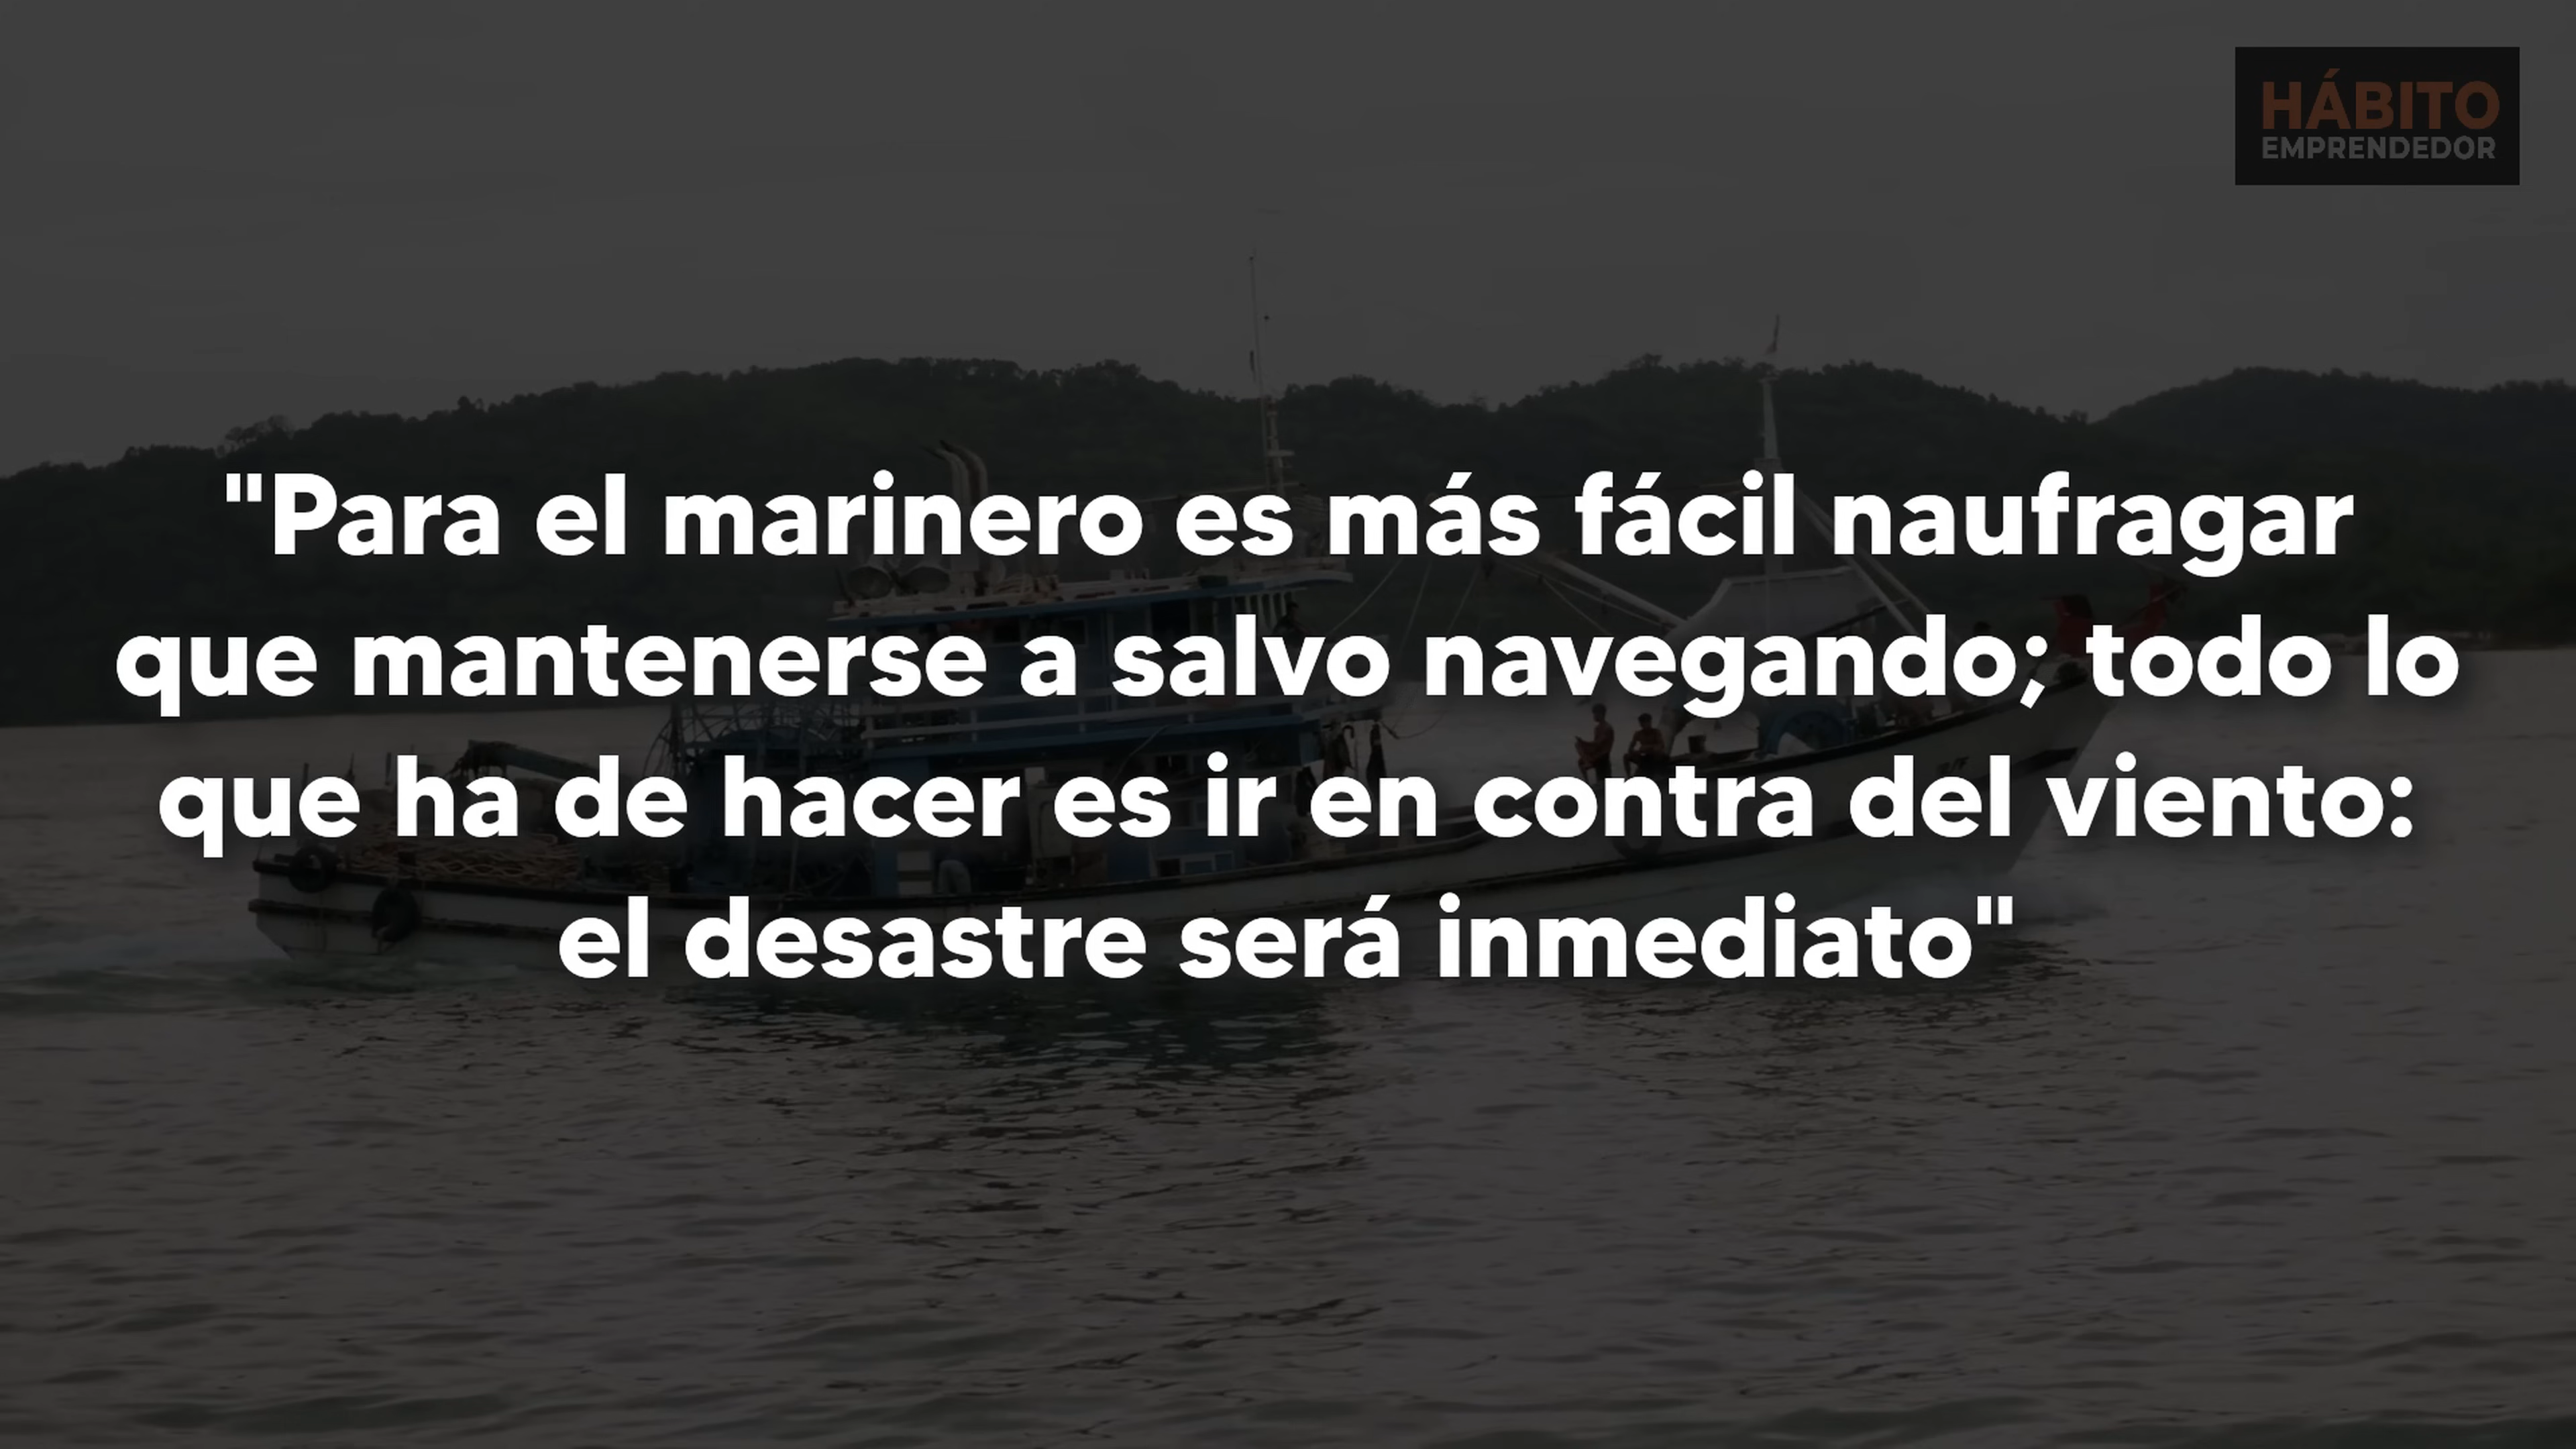 HÁBITO
EMPRENDEDOR
"Para el marinero es más fácil naufragar
que mantenerse a salvo navegando; todo lo
que ha de hacer es ir en contra del viento:
el desastre será inmediato"